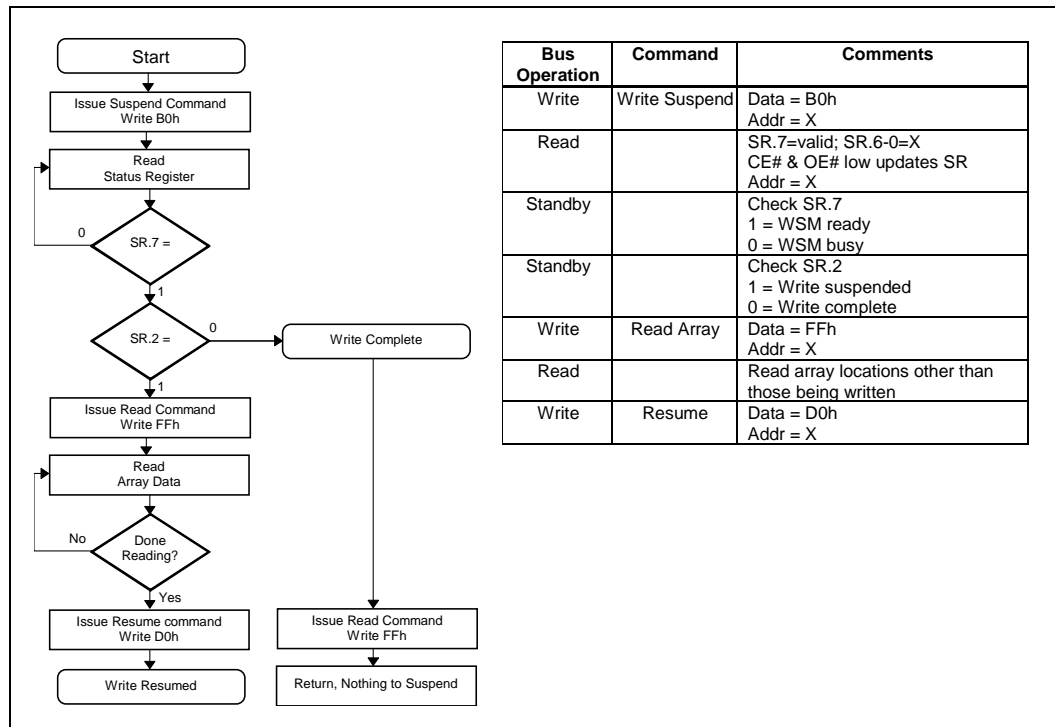 Start
Issue Suspend Command
Write B0h
Read
Status Register
0
SR.7 =
1
SR.2 =
0
Write Complete
1
Issue Read Command
Write FFh
Read
Array Data
No
Done
Reading?
Yes
Issue Resume command
Write D0h
Write Resumed
Issue Read Command
Write FFh
Return, Nothing to Suspend
Bus
Operation
Command
Comments
Write
Write Suspend
Data = B0h
Addr = X
Read
SR.7=valid; SR.6-0=X
CE# & OE# low updates SR
Addr = X
Standby
Check SR.7
1 = WSM ready
0 = WSM busy
Standby
Check SR.2
1 = Write suspended
0 = Write complete
Write
Read Array
Data = FFh
Addr = X
Read
Read array locations other than
those being written
Write
Resume
Data = D0h
Addr = X